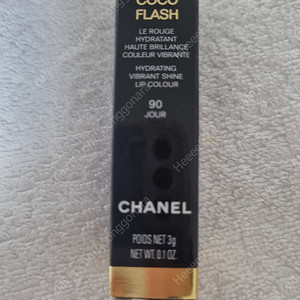 COCO
FLASH
LE ROUGE
HYDRATANT
HAUTE BRILLANCE
COULEUR VIBRANTE
HYDRATING
VIBRANT SHINE
LIP COLOUR
90
JOUR
CHANEL
POIDS NET 3g
NET WT. 0.1 OZ.